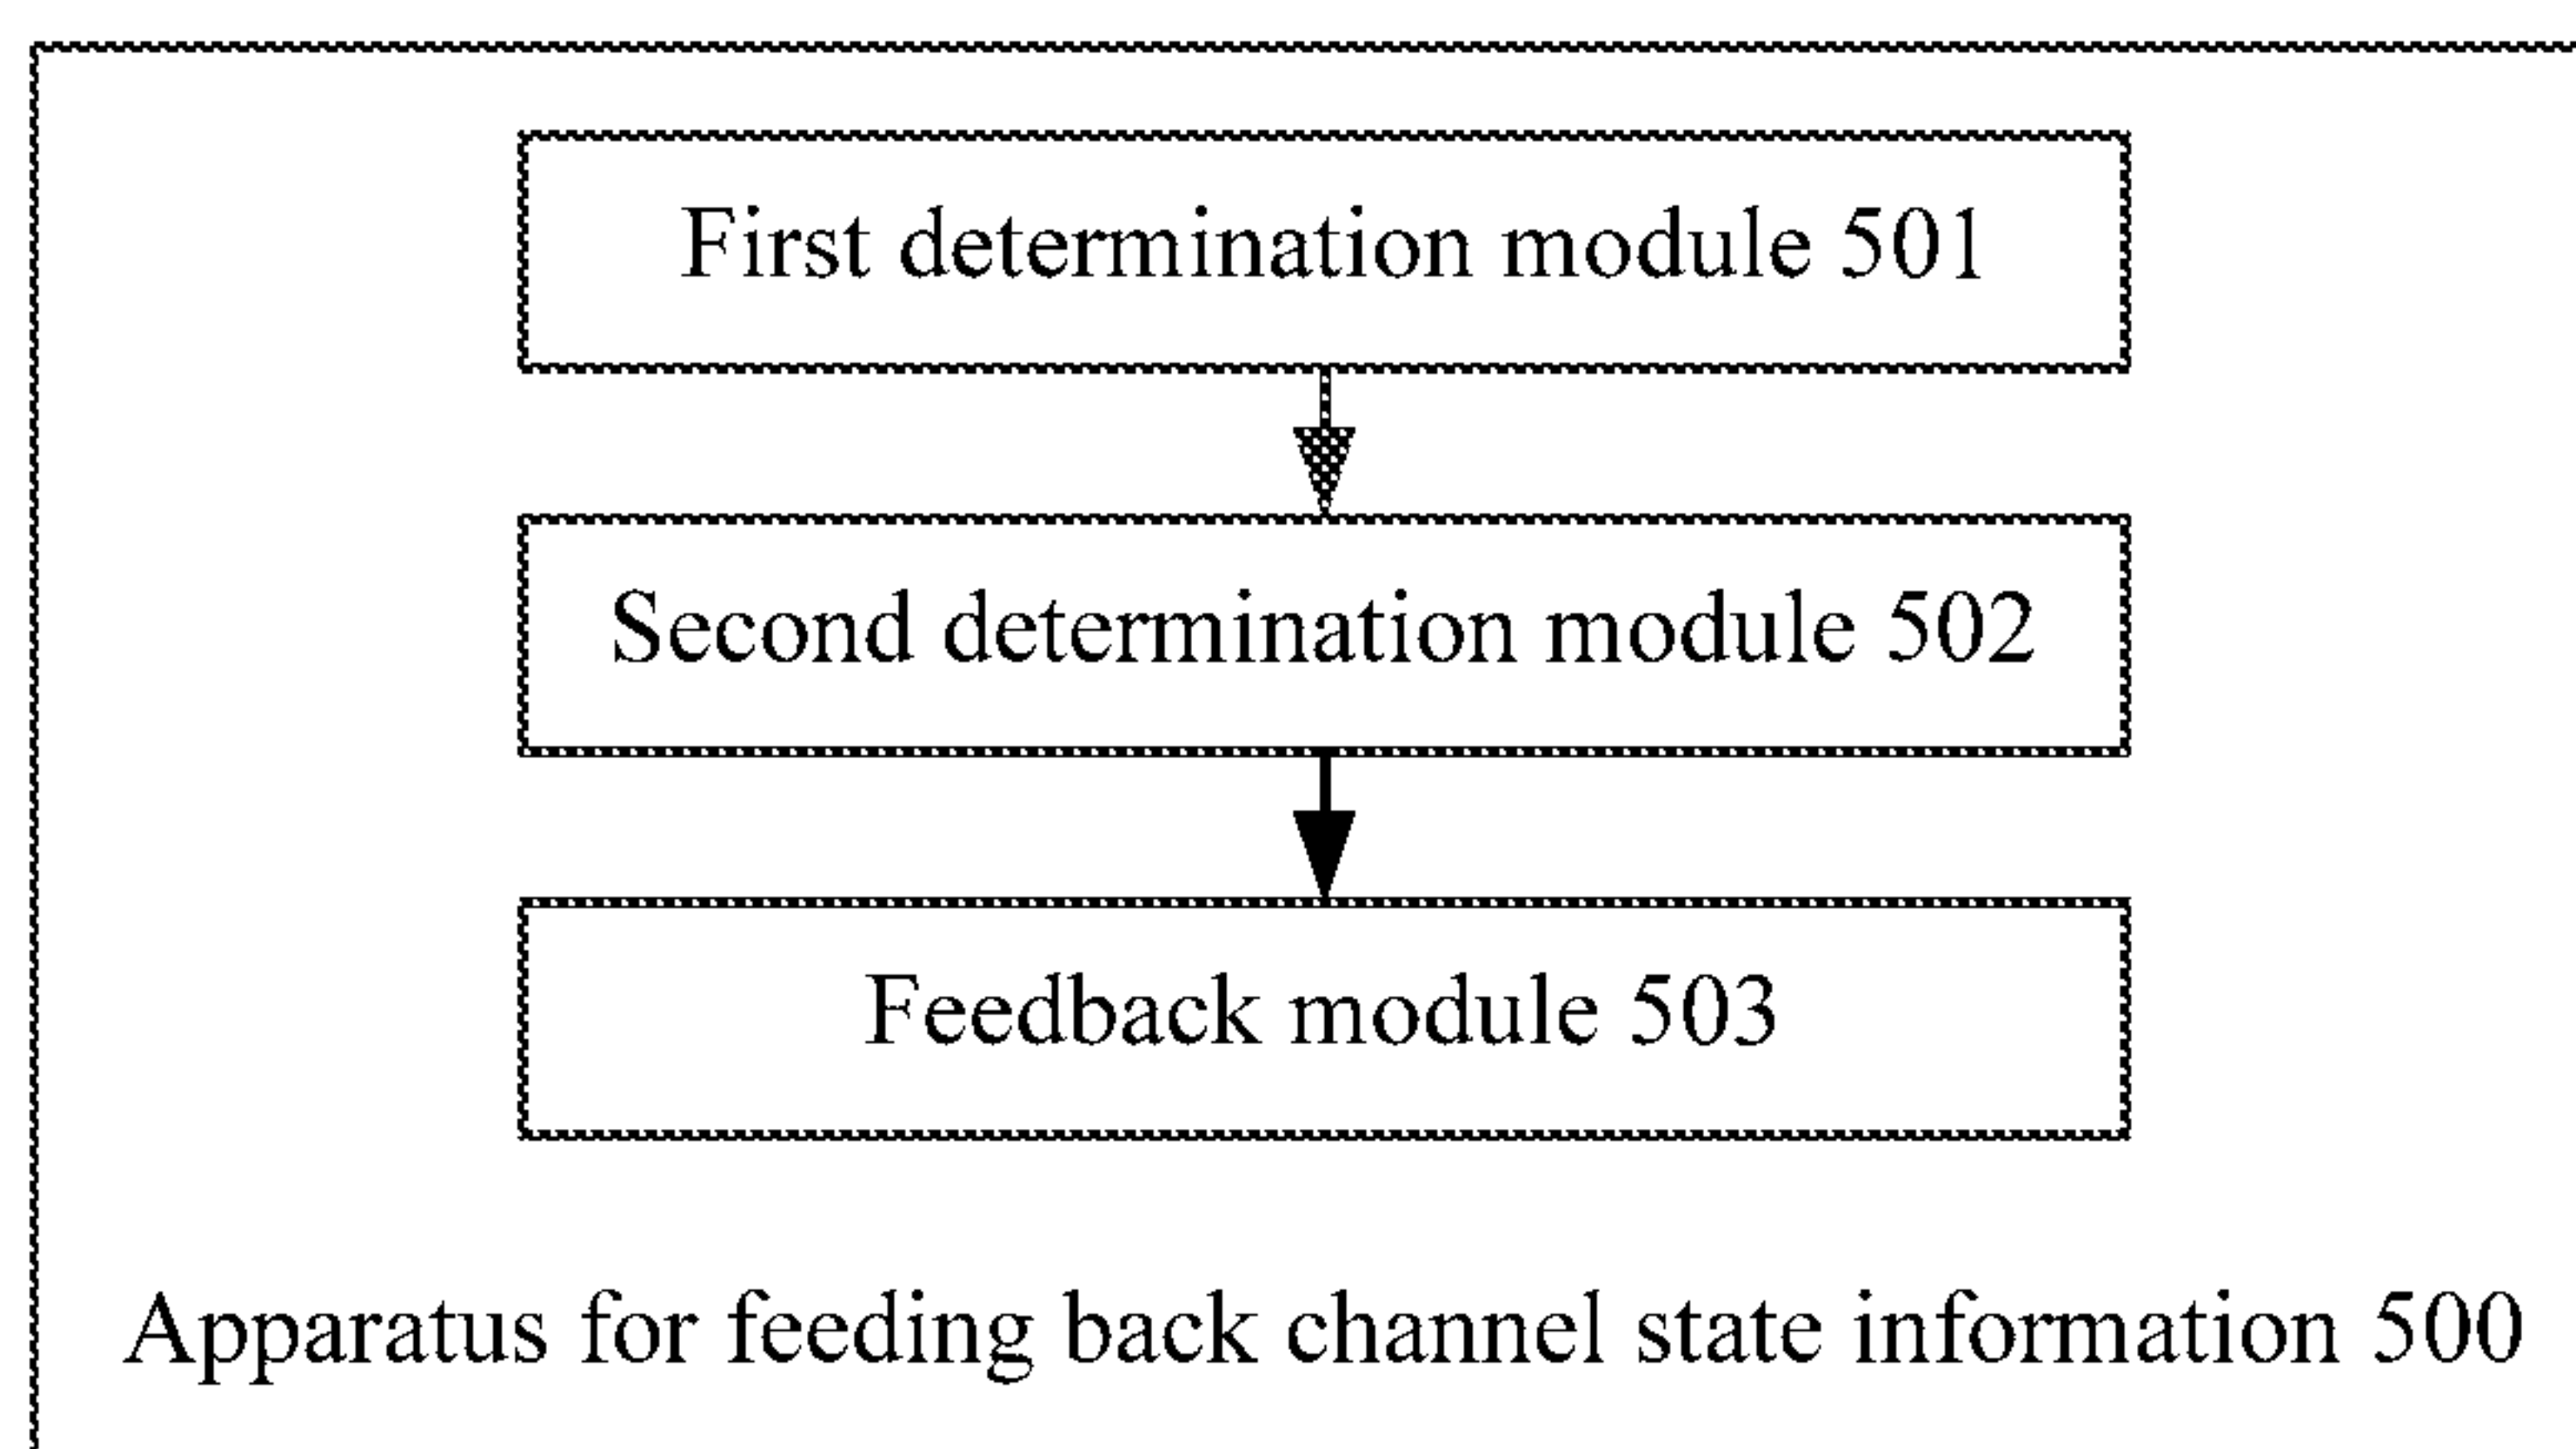 First determination module 501
Second determination module 502
Feedback module 503
Apparatus for feeding back channel state information 500